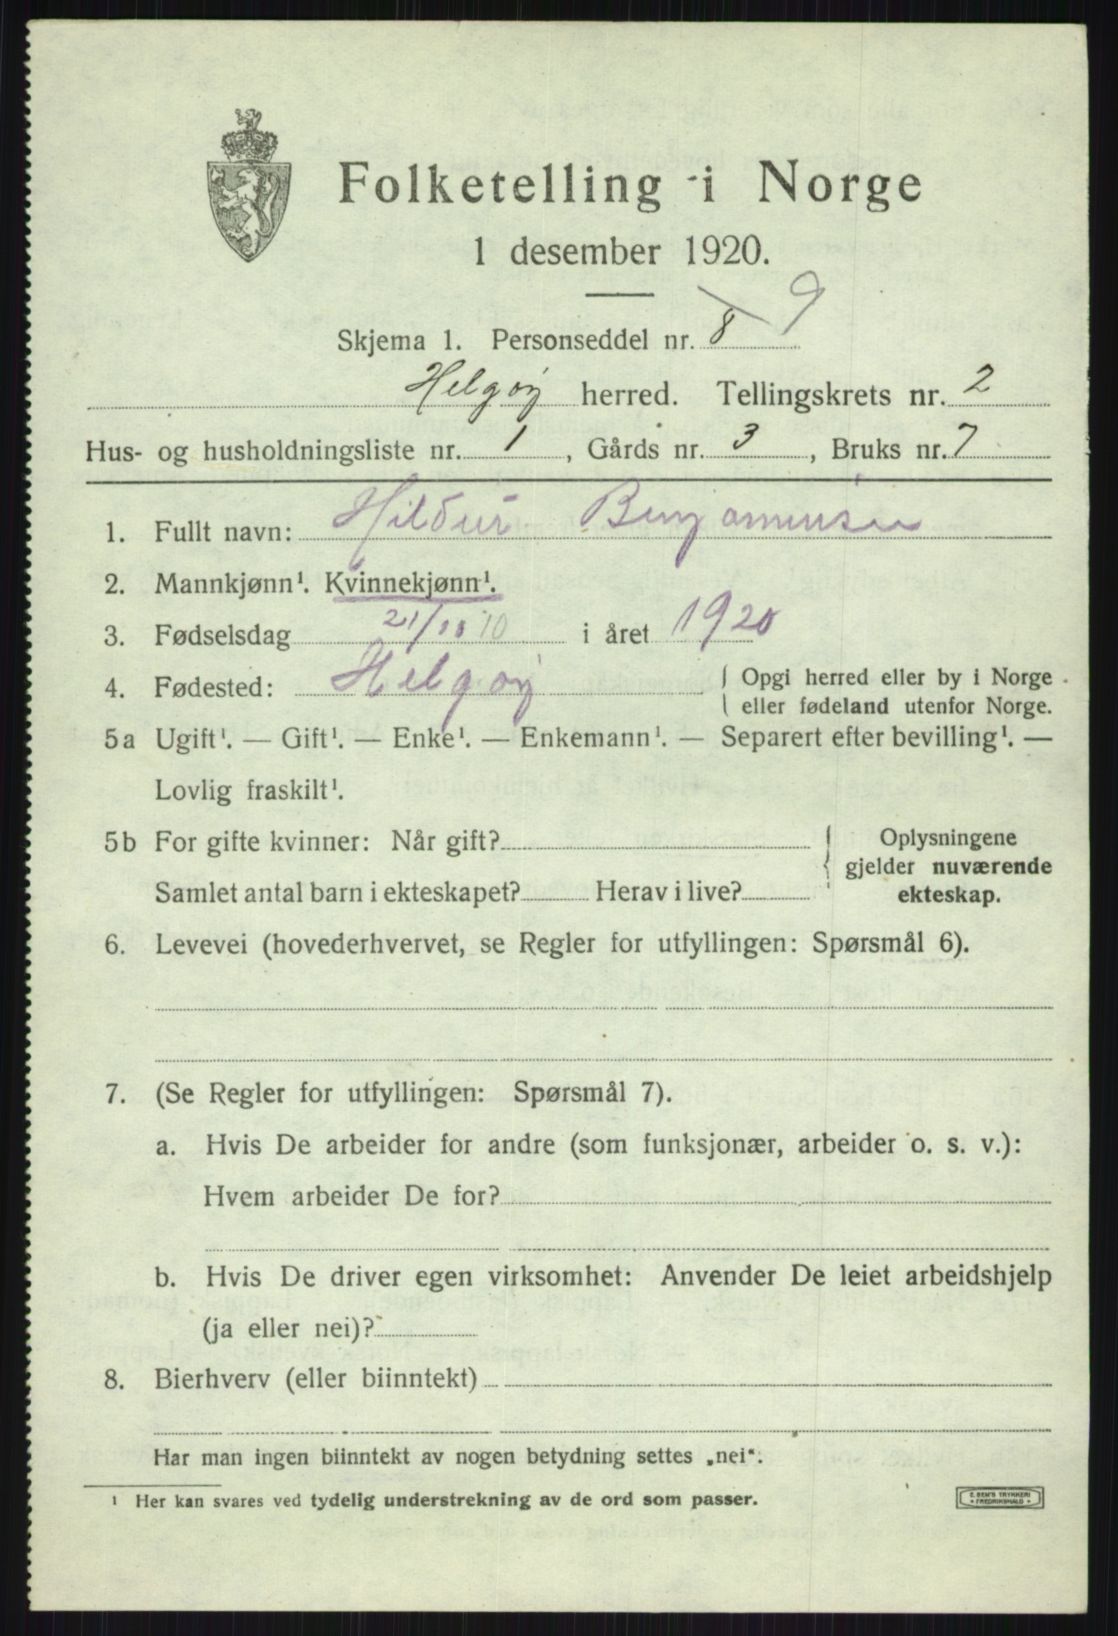 Folketelling i Norge
1 desember 1920.
Skjema 1. Personseddel nr. 8 9
Helgøy herred. Tellingskrets nr. 2
Hus- og husholdningsliste nr. 1, Gårds nr. 3, Bruks nr. 7
1. Fullt navn: Hildur Benjaminsen
2. Mannkjønn¹. Kvinnekjønn¹.
3. Fødselsdag 21/10 10 i året 1920
4. Fødested: Helgøy { Opgi herred eller by i Norge
eller fødeland utenfor Norge.
5a Ugift¹. — Gift¹. — Enke¹. — Enkemann¹. — Separert efter bevilling¹. —
Lovlig fraskilt¹.
5b For gifte kvinner: Når gift?
Samlet antal barn i ekteskapet? Herav i live?
{ Oplysningene
gjelder nuværende
ekteskap.
6. Levevei (hovederhvervet, se Regler for utfyllingen: Spørsmål 6).
7. (Se Regler for utfyllingen: Spørsmål 7).
a. Hvis De arbeider for andre (som funksjonær, arbeider o. s. v.):
Hvem arbeider De for?
b. Hvis De driver egen virksomhet: Anvender De leiet arbeidshjelp
(ja eller nei)?
8. Bierhverv (eller biinntekt)
Har man ingen biinntekt av nogen betydning settes „nei“.
¹ Her kan svares ved tydelig understrekning av de ord som passer.
E. SEM'S TRYKKERI
FREDRIKSHALD